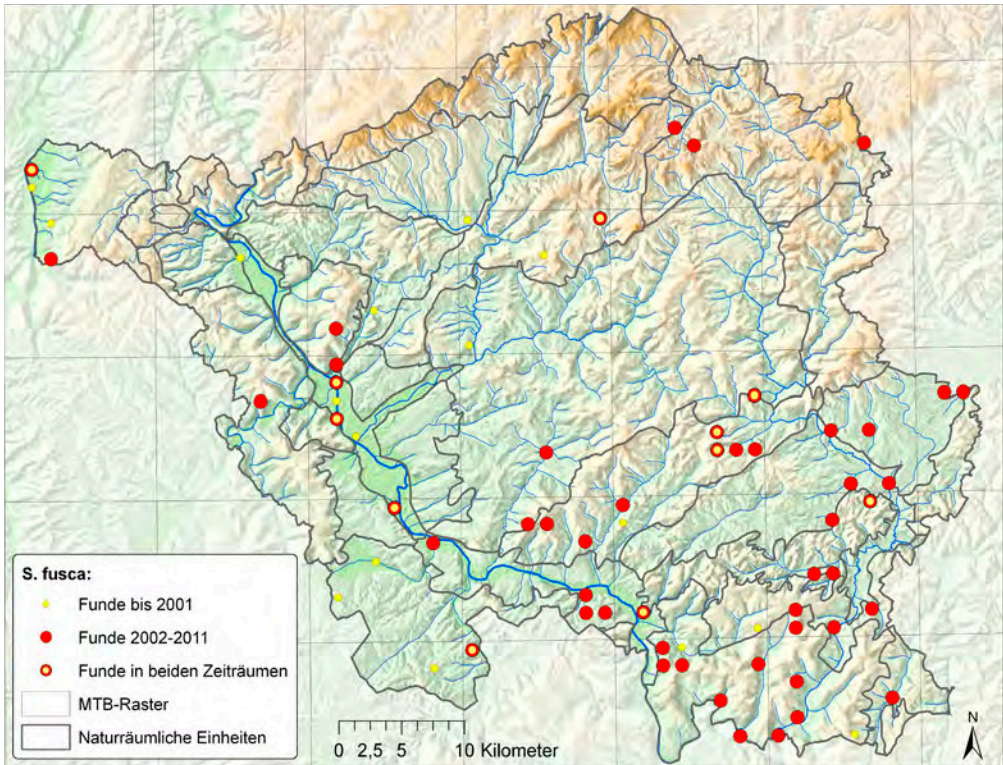 S. fusca:
Funde bis 2001
Funde 2002-2011
Funde in beiden Zeiträumen
MTB-Raster
Naturräumliche Einheiten
0 2,5 5 10 Kilometer
N